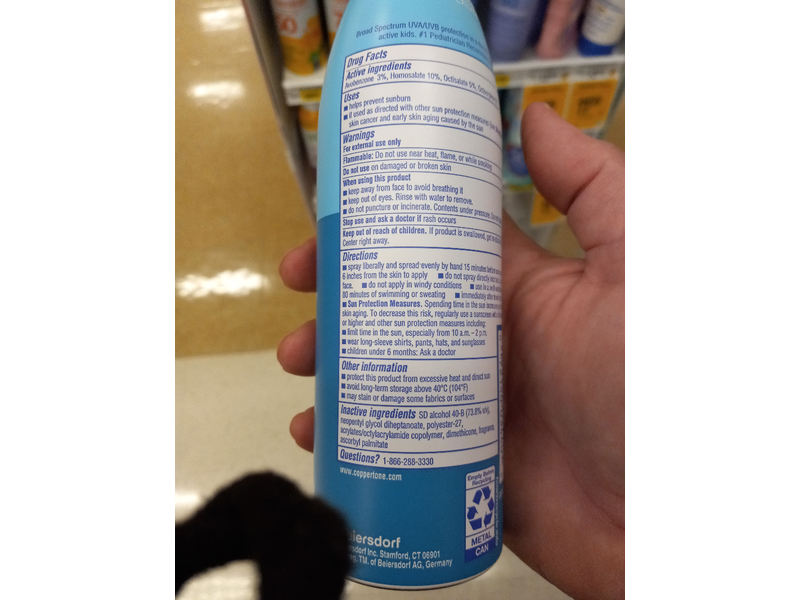 Broad Spectrum UVA/UVB protection
active kids. #1 Pediatrician
Drug Facts
Active ingredients
Avobenzone 3%, Homosalate 10%, Octisalate 5%,
Uses
■ helps prevent sunburn
■ if used as directed with other sun protection measures
skin cancer and early skin aging caused by the sun
Warnings
For external use only
Flammable: Do not use near heat, flame, or while smoking
Do not use on damaged or broken skin
When using this product
■ keep away from face to avoid breathing it
■ keep out of eyes. Rinse with water to remove.
■ do not puncture or incinerate. Contents under pressure.
Stop use and ask a doctor if rash occurs
Keep out of reach of children. If product is swallowed, get
Center right away.
Directions
■ spray liberally and spread evenly by hand 15 minutes before
6 inches from the skin to apply ■ do not spray directly
face. ■ do not apply in windy conditions ■ use in a
80 minutes of swimming or sweating ■ immediately
■ Sun Protection Measures. Spending time in the sun
skin aging. To decrease this risk, regularly use a sunscreen
or higher and other sun protection measures including:
■ limit time in the sun, especially from 10 a.m. – 2 p.m.
■ wear long-sleeve shirts, pants, hats, and sunglasses
■ children under 6 months: Ask a doctor
Other information
■ protect this product from excessive heat and direct sun
■ avoid long-term storage above 40°C (104°F)
■ may stain or damage some fabrics or surfaces
Inactive ingredients SD alcohol 40-B (73.8% v/v),
neopentyl glycol diheptanoate, polyester-27,
acrylates/octylacrylamide copolymer, dimethicone, fragrance,
ascorbyl palmitate
Questions? 1-866-288-3330
www.coppertone.com
Empty Before
Recycling
METAL
CAN
iersdorf
rsdorf Inc. Stamford, CT 06901
eg. TM. of Beiersdorf AG, Germany